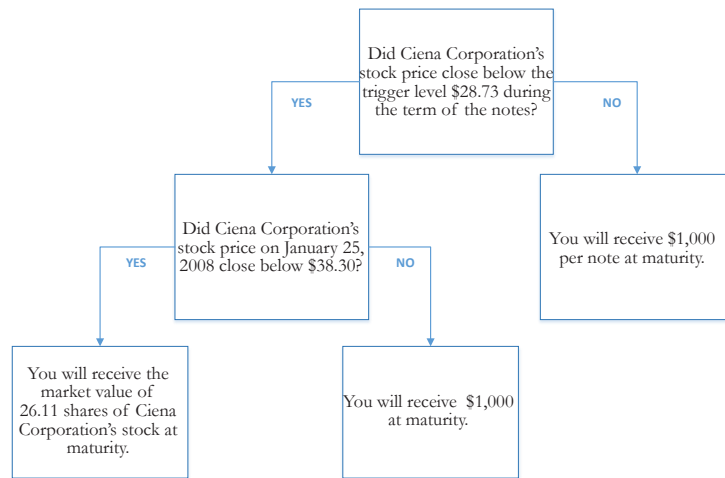 Did Ciena Corporation's
stock price close below the
trigger level $28.73 during
the term of the notes?
YES
NO
Did Ciena Corporation's
stock price on January 25,
2008 close below $38.30?
You will receive $1,000
per note at maturity.
YES
NO
You will receive the
market value of
26.11 shares of Ciena
Corporation's stock at
maturity.
You will receive $1,000
at maturity.